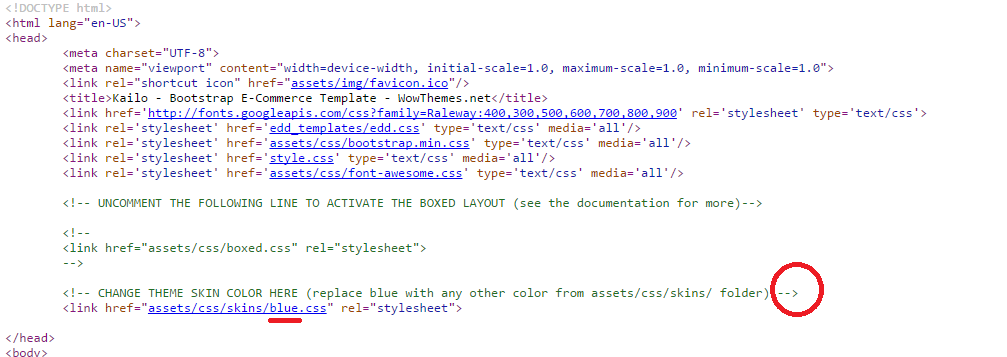 <!DOCTYPE html>
<html lang="en-US">
<head>
<meta charset="UTF-8">
<meta name="viewport" content="width=device-width, initial-scale=1.0, maximum-scale=1.0, minimum-scale=1.0">
<link rel="shortcut icon" href="assets/img/favicon.ico"/>
<title>Kailo - Bootstrap E-Commerce Template - WowThemes.net</title>
<link href='http://fonts.googleapis.com/css?family=Raleway:400,300,500,600,700,800,900' rel='stylesheet' type='text/css'>
<link rel='stylesheet' href='edd_templates/edd.css' type='text/css' media='all'/>
<link rel='stylesheet' href='assets/css/bootstrap.min.css' type='text/css' media='all'/>
<link rel='stylesheet' href='style.css' type='text/css' media='all'/>
<link rel='stylesheet' href='assets/css/font-awesome.css' type='text/css' media='all'/>
<!-- UNCOMMENT THE FOLLOWING LINE TO ACTIVATE THE BOXED LAYOUT (see the documentation for more)-->
<!--
<link href="assets/css/boxed.css" rel="stylesheet">
-->
<!-- CHANGE THEME SKIN COLOR HERE (replace blue with any other color from assets/css/skins/ folder) -->
<link href="assets/css/skins/blue.css" rel="stylesheet">
</head>
<body>